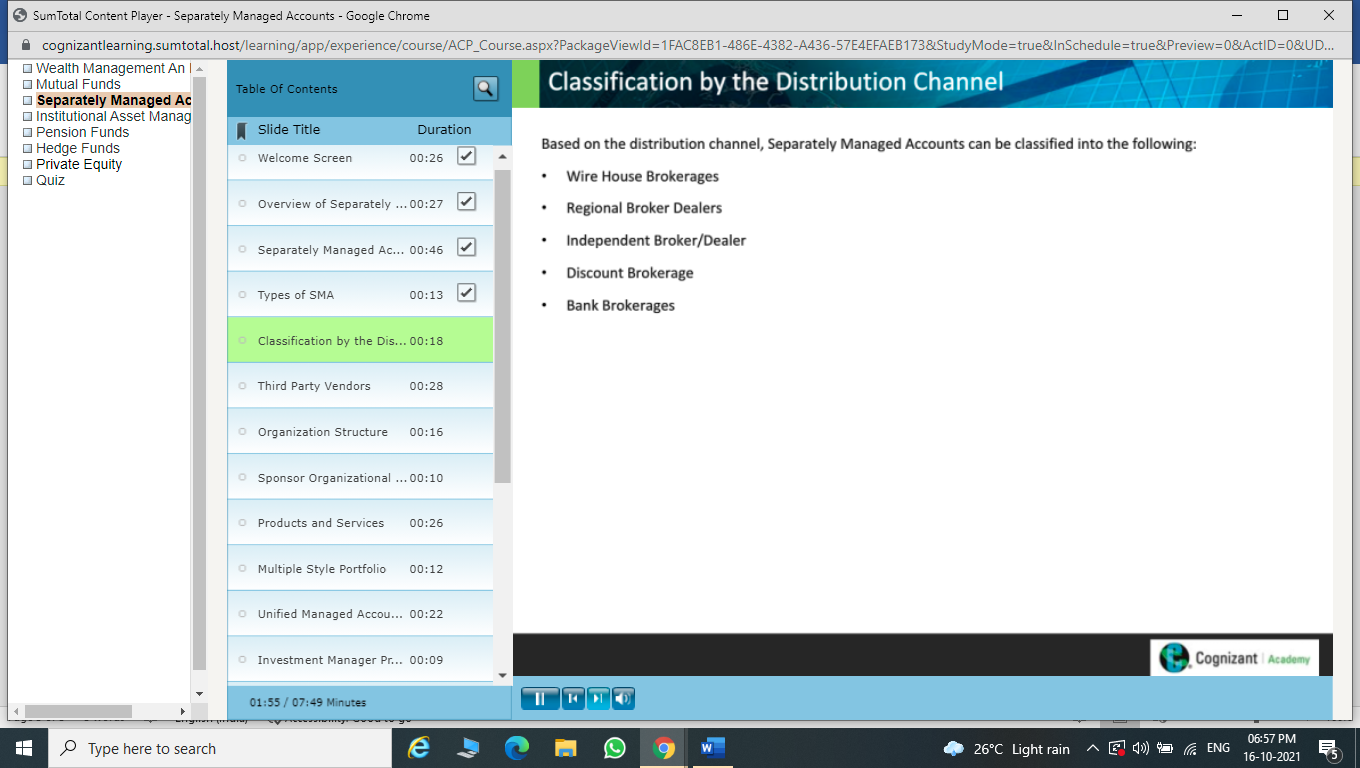 SumTotal Content Player - Separately Managed Accounts - Google Chrome
cognizantlearning.sumtotal.host/learning/app/experience/course/ACP_Course.aspx?PackageViewId=1FAC8EB1-486E-4382-A436-57E4EFAEB173&StudyMode=true&InSchedule=true&Preview=0&ActID=0&UD...
Wealth Management An I
Mutual Funds
Separately Managed Ac
Institutional Asset Manag
Pension Funds
Hedge Funds
Private Equity
Quiz
Table Of Contents
Slide Title Duration
Welcome Screen 00:26
Overview of Separately ... 00:27
Separately Managed Ac... 00:46
Types of SMA 00:13
Classification by the Dis... 00:18
Third Party Vendors 00:28
Organization Structure 00:16
Sponsor Organizational ... 00:10
Products and Services 00:26
Multiple Style Portfolio 00:12
Unified Managed Accou... 00:22
Investment Manager Pr... 00:09
01:55 / 07:49 Minutes
Classification by the Distribution Channel
Based on the distribution channel, Separately Managed Accounts can be classified into the following:
• Wire House Brokerages
• Regional Broker Dealers
• Independent Broker/Dealer
• Discount Brokerage
• Bank Brokerages
Cognizant | Academy
Type here to search
26°C Light rain
ENG
06:57 PM
16-10-2021
5